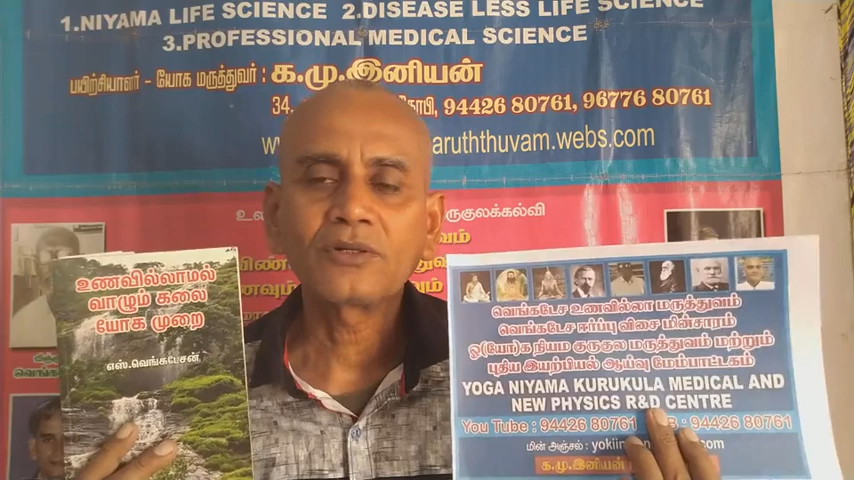 1.NIYAMA LIFE SCIENCE 2.DISEASE LESS LIFE SCIENCE
3.PROFESSIONAL MEDICAL SCIENCE
பயிற்சியாளர் - யோக மருத்துவர் : க.மு.இனியன்
34, 94426 80761, 96776 80761
www. aruththuvam.webs.com
உணவில்லாமல்
வாழும் கலை
யோக முறை
எஸ்.வெங்கடேசன்
வெங்கடேச உணவில்லா மருத்துவம்
வெங்கடேச ஈர்ப்பு விசை மின்சாரம்
ஓ(யோ)க நியம குருகுல மருத்துவம் மற்றும்
புதிய இயற்பியல் ஆய்வு மேம்பாட்டகம்
YOGA NIYAMA KURUKULA MEDICAL AND
NEW PHYSICS R&D CENTRE
You Tube : 94426 80761 : 94426 80761
மின் அஞ்சல் : .com
க.மு.இனியன்